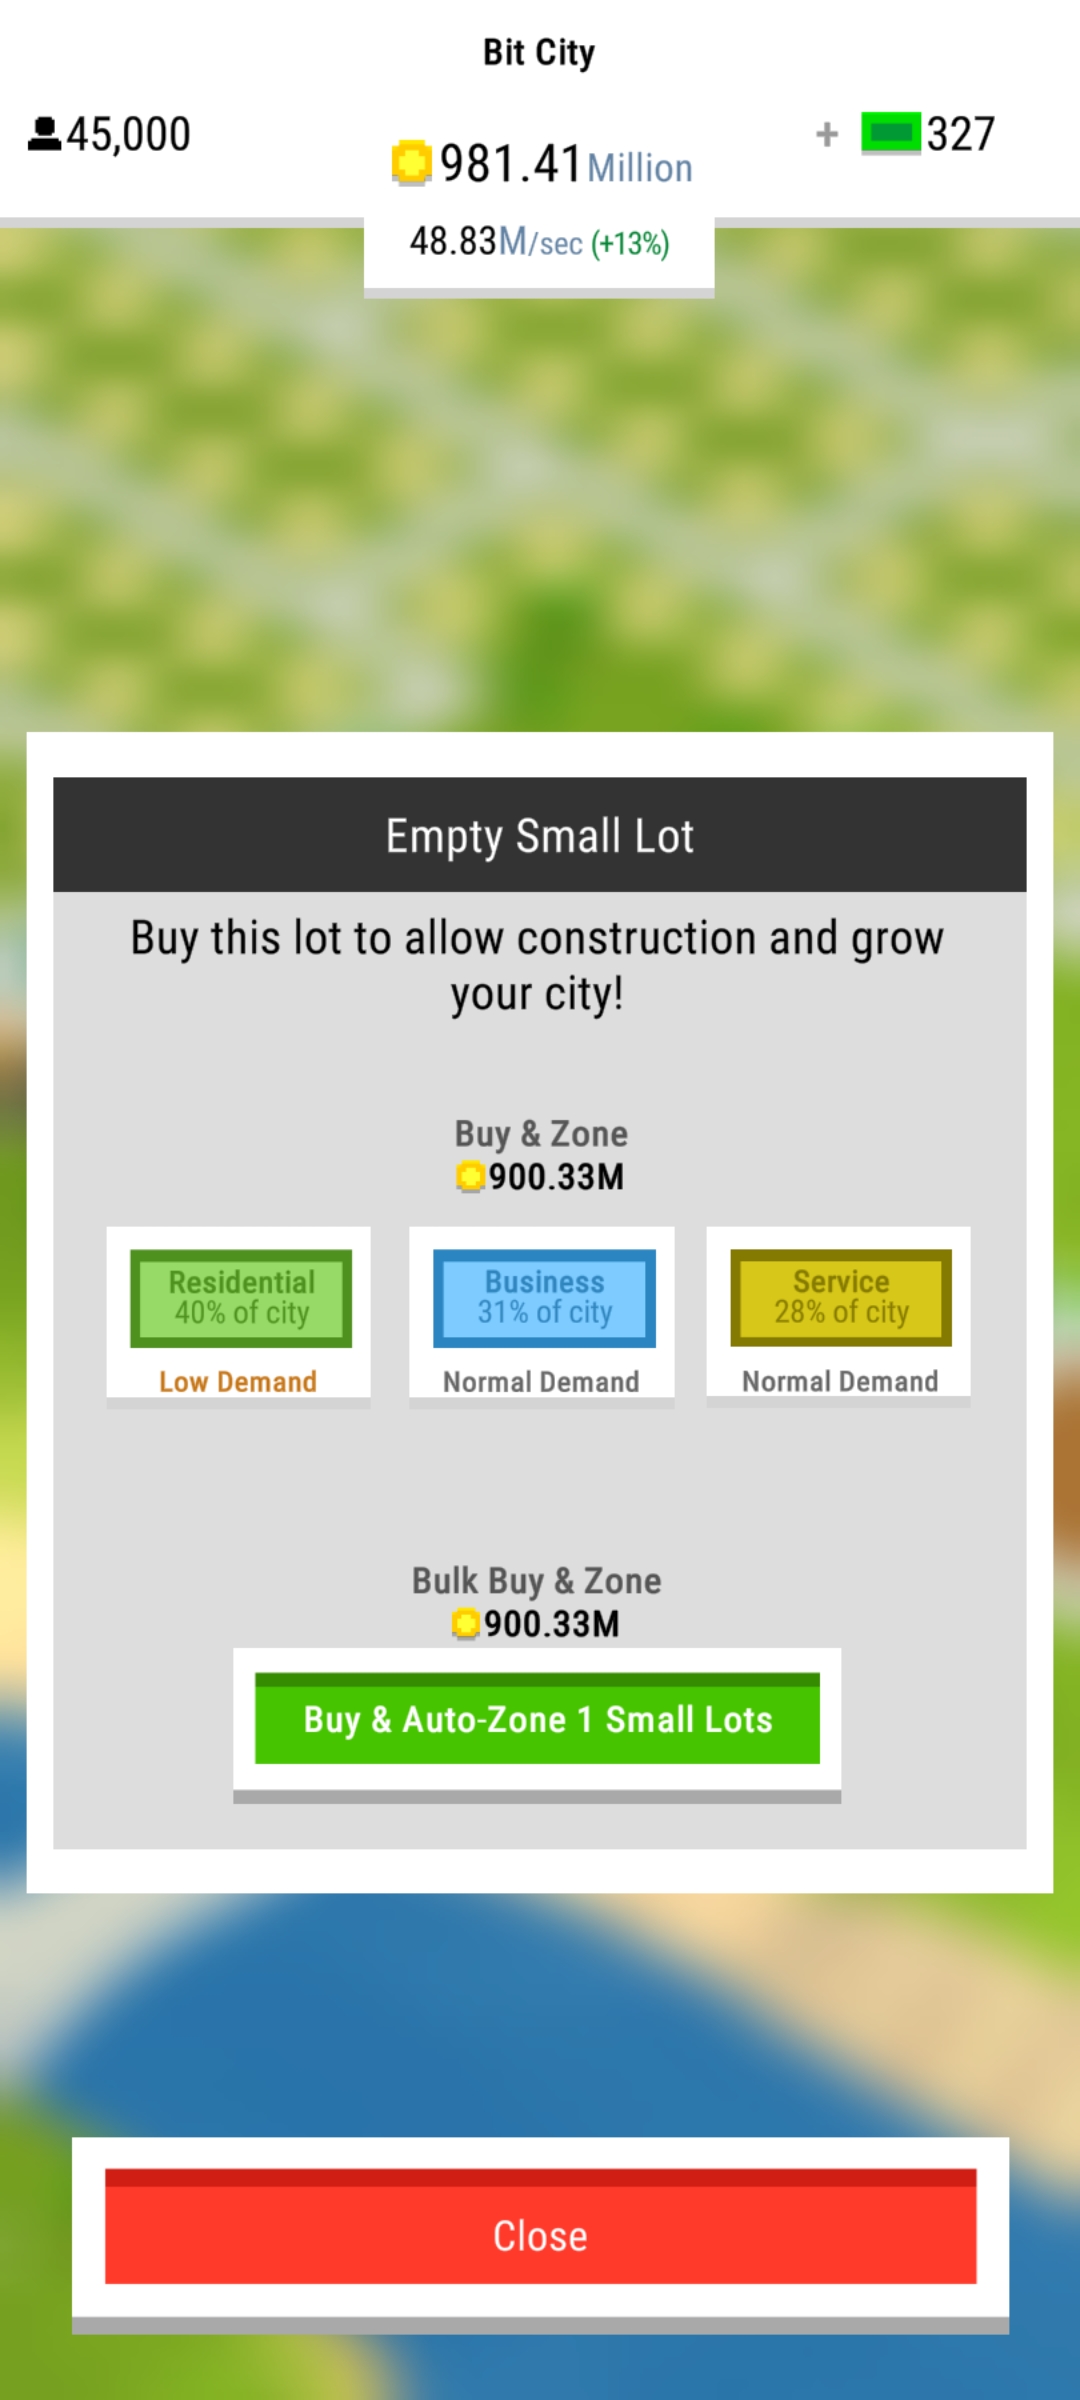 Bit City
45,000
981.41 Million
+ 327
48.83M/sec (+13%)
Empty Small Lot
Buy this lot to allow construction and grow
your city!
Buy & Zone
900.33M
Residential
40% of city
Low Demand
Business
31% of city
Normal Demand
Service
28% of city
Normal Demand
Bulk Buy & Zone
900.33M
Buy & Auto-Zone 1 Small Lots
Close